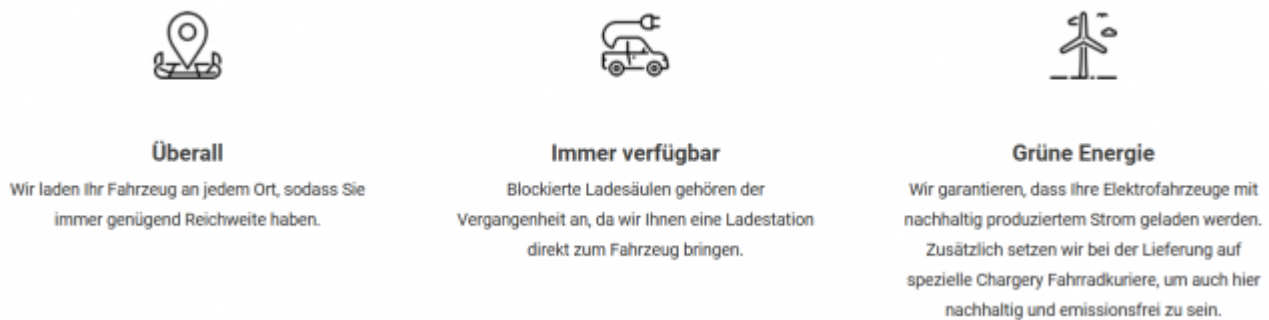 Überall
Wir laden Ihr Fahrzeug an jedem Ort, sodass Sie
immer genügend Reichweite haben.
Immer verfügbar
Blockierte Ladesäulen gehören der
Vergangenheit an, da wir Ihnen eine Ladestation
direkt zum Fahrzeug bringen.
Grüne Energie
Wir garantieren, dass Ihre Elektrofahrzeuge mit
nachhaltig produziertem Strom geladen werden.
Zusätzlich setzen wir bei der Lieferung auf
spezielle Chargery Fahrradkuriere, um auch hier
nachhaltig und emissionsfrei zu sein.